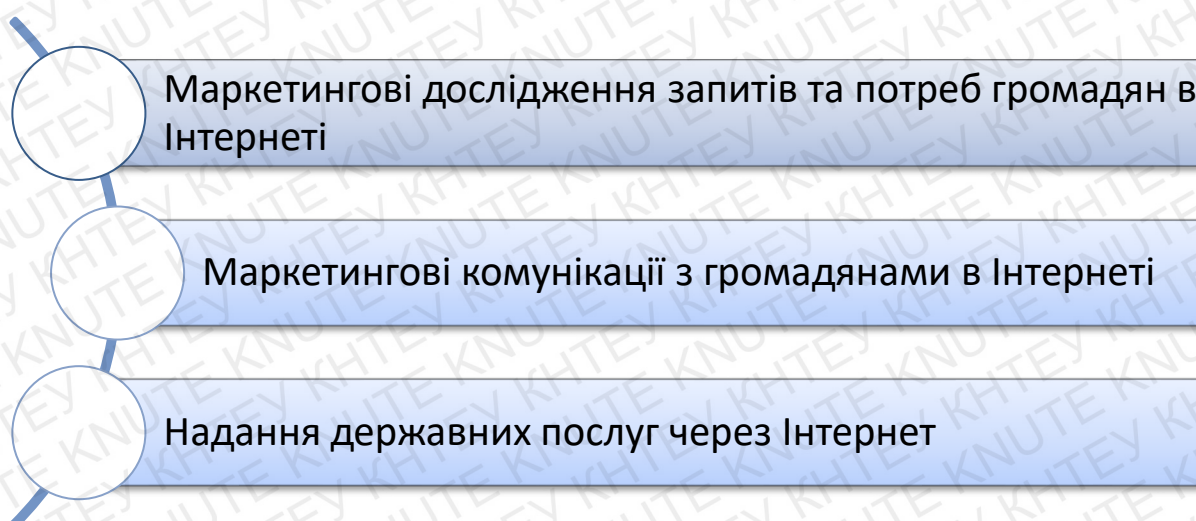 Маркетингові дослідження запитів та потреб громадян в
Інтернеті
Маркетингові комунікації з громадянами в Інтернеті
Надання державних послуг через Інтернет